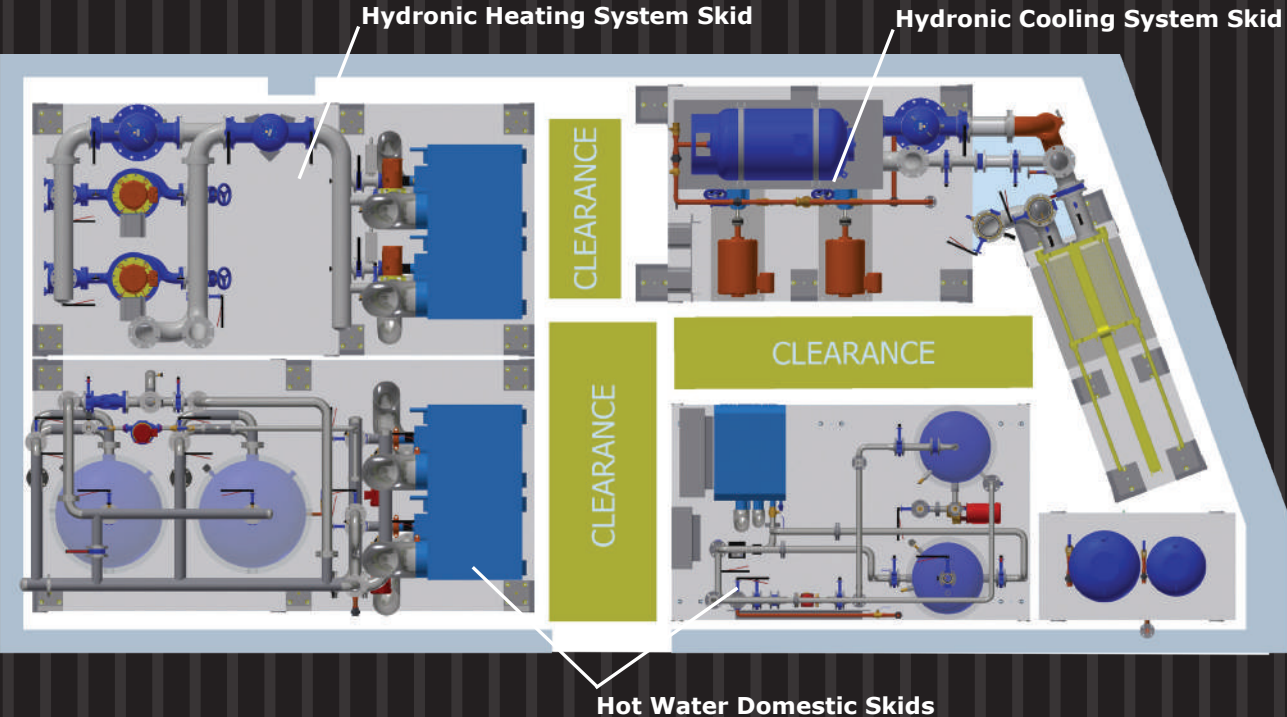 Hydronic Heating System Skid
Hydronic Cooling System Skid
CLEARANCE
CLEARANCE
CLEARANCE
Hot Water Domestic Skids